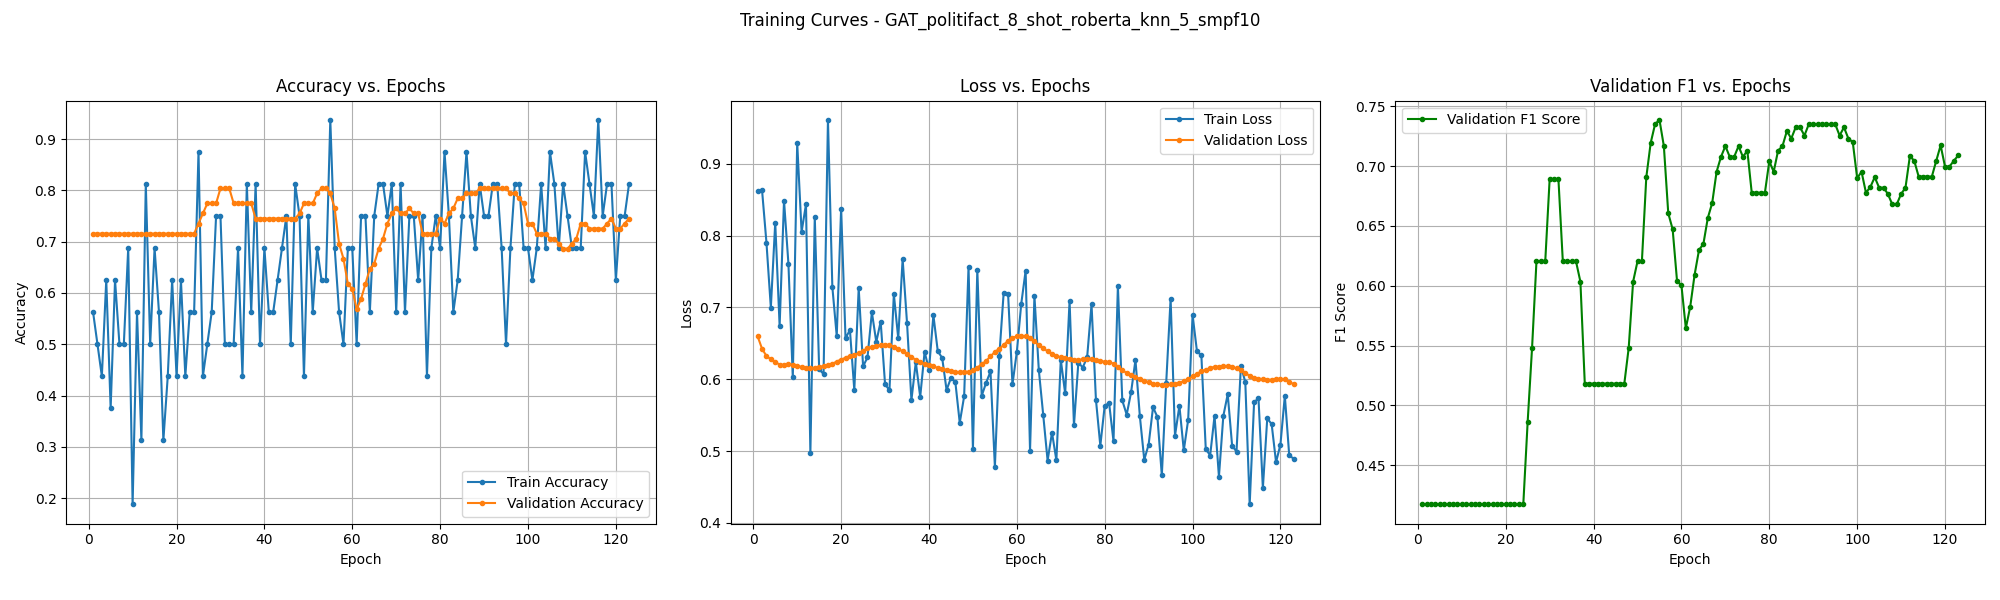 Training Curves - GAT_politifact_8_shot_roberta_knn_5_smpf10
Accuracy vs. Epochs
Accuracy
0.9
0.8
0.7
0.6
0.5
0.4
0.3
0.2
Train Accuracy
Validation Accuracy
0 20 40 60 80 100 120
Epoch
Loss vs. Epochs
Loss
0.9
0.8
0.7
0.6
0.5
0.4
Train Loss
Validation Loss
0 20 40 60 80 100 120
Epoch
Validation F1 vs. Epochs
F1 Score
0.75
0.70
0.65
0.60
0.55
0.50
0.45
Validation F1 Score
0 20 40 60 80 100 120
Epoch